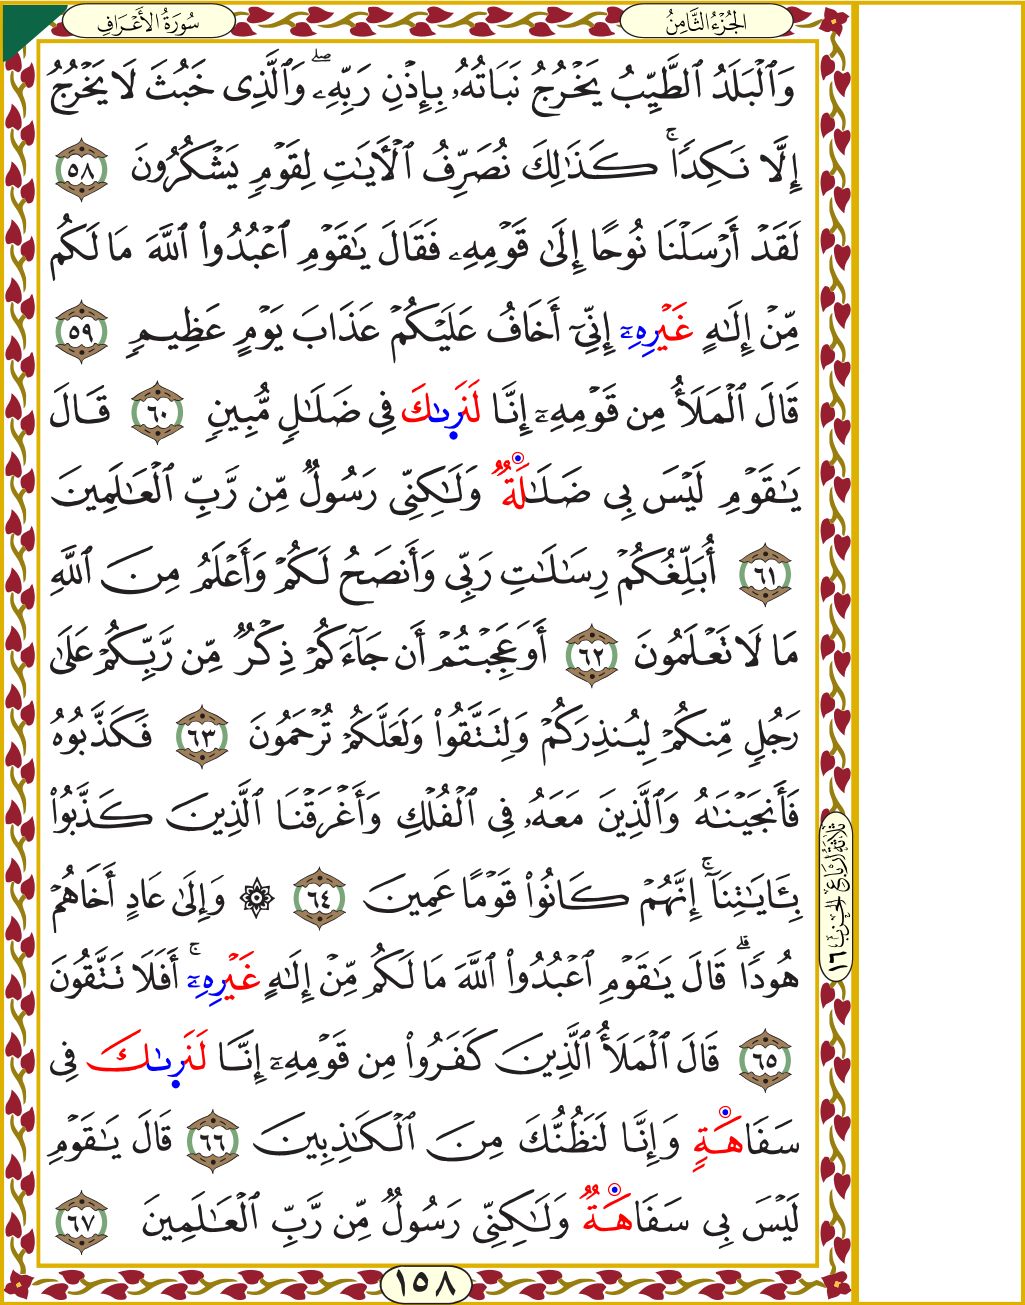 سُورَةُ الأَعْرَافِ
الجُزْءُ الثَّامِنُ
وَٱلۡبَلَدُ ٱلطَّيِّبُ يَخۡرُجُ نَبَاتُهُۥ بِإِذۡنِ رَبِّهِۦۖ وَٱلَّذِى خَبُثَ لَا يَخۡرُجُ
إِلَّا نَكِدٗاۚ كَذَٰلِكَ نُصَرِّفُ ٱلۡأٓيَٰتِ لِقَوۡمٖ يَشۡكُرُونَ ٥٨
لَقَدۡ أَرۡسَلۡنَا نُوحًا إِلَىٰ قَوۡمِهِۦ فَقَالَ يَٰقَوۡمِ ٱعۡبُدُواْ ٱللَّهَ مَا لَكُم
مِّنۡ إِلَٰهٍ غَيۡرِهِۦٓ إِنِّىٓ أَخَافُ عَلَيۡكُمۡ عَذَابَ يَوۡمٍ عَظِيمٖ ٥٩
قَالَ ٱلۡمَلَأُ مِن قَوۡمِهِۦٓ إِنَّا لَنَرىٰكَ فِى ضَلَٰلٖ مُّبِينٖ ٦٠ قَالَ
يَٰقَوۡمِ لَيۡسَ بِى ضَلَٰلَةٞ وَلَٰكِنِّى رَسُولٞ مِّن رَّبِّ ٱلۡعَٰلَمِينَ
٦١ أُبَلِّغُكُمۡ رِسَٰلَٰتِ رَبِّى وَأَنصَحُ لَكُمۡ وَأَعۡلَمُ مِنَ ٱللَّهِ
مَا لَا تَعۡلَمُونَ ٦٢ أَوَعَجِبۡتُمۡ أَن جَآءَكُمۡ ذِكۡرٞ مِّن رَّبِّكُمۡ عَلَىٰ
رَجُلٖ مِّنكُمۡ لِيُنذِرَكُمۡ وَلِتَتَّقُواْ وَلَعَلَّكُمۡ تُرۡحَمُونَ ٦٣ فَكَذَّبُوهُ
فَأَنجَيۡنَٰهُ وَٱلَّذِينَ مَعَهُۥ فِى ٱلۡفُلۡكِ وَأَغۡرَقۡنَا ٱلَّذِينَ كَذَّبُواْ
بِـَٔايَٰتِنَآۚ إِنَّهُمۡ كَانُواْ قَوۡمًا عَمِينَ ٦٤ ۞ وَإِلَىٰ عَادٍ أَخَاهُمۡ
هُودٗاۗ قَالَ يَٰقَوۡمِ ٱعۡبُدُواْ ٱللَّهَ مَا لَكُم مِّنۡ إِلَٰهٍ غَيۡرِهِۦٓۚ أَفَلَا تَتَّقُونَ
٦٥ قَالَ ٱلۡمَلَأُ ٱلَّذِينَ كَفَرُواْ مِن قَوۡمِهِۦٓ إِنَّا لَنَرىٰكَ فِى
سَفَاهَةٖ وَإِنَّا لَنَظُنُّكَ مِنَ ٱلۡكَٰذِبِينَ ٦٦ قَالَ يَٰقَوۡمِ
لَيۡسَ بِى سَفَاهَةٞ وَلَٰكِنِّى رَسُولٞ مِّن رَّبِّ ٱلۡعَٰلَمِينَ ٦٧
ثلاثة أرباع الحزب ١٦
١٥٨